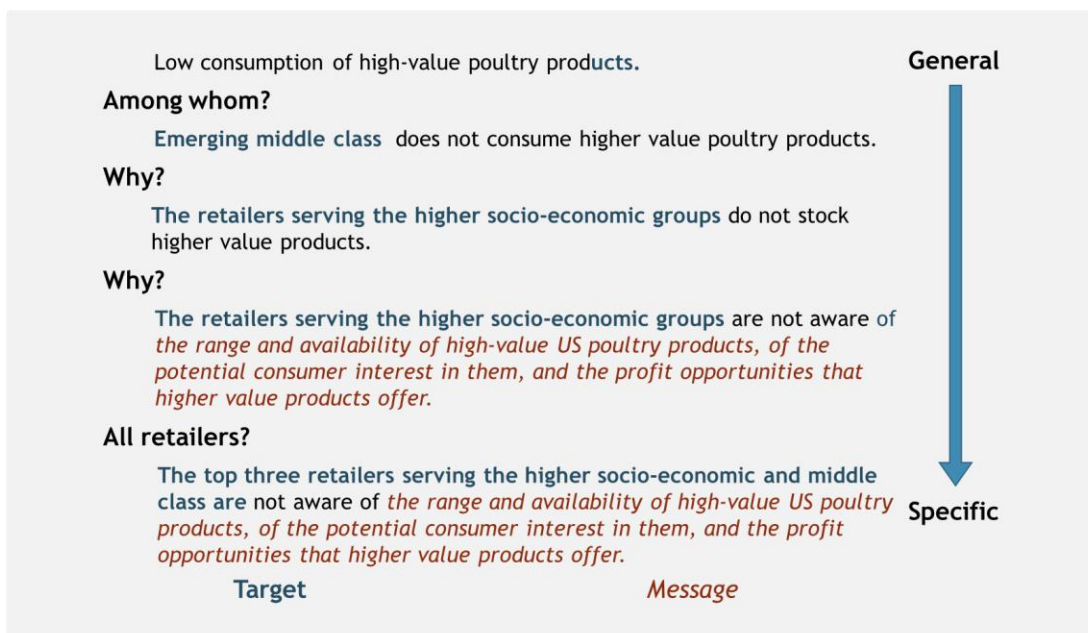 Low consumption of high-value poultry products.
General
Among whom?
Emerging middle class does not consume higher value poultry products.
Why?
The retailers serving the higher socio-economic groups do not stock
higher value products.
Why?
The retailers serving the higher socio-economic groups are not aware of
the range and availability of high-value US poultry products, of the
potential consumer interest in them, and the profit opportunities that
higher value products offer.
All retailers?
The top three retailers serving the higher socio-economic and middle
class are not aware of the range and availability of high-value US poultry
products, of the potential consumer interest in them, and the profit
opportunities that higher value products offer.
Specific
Target
Message